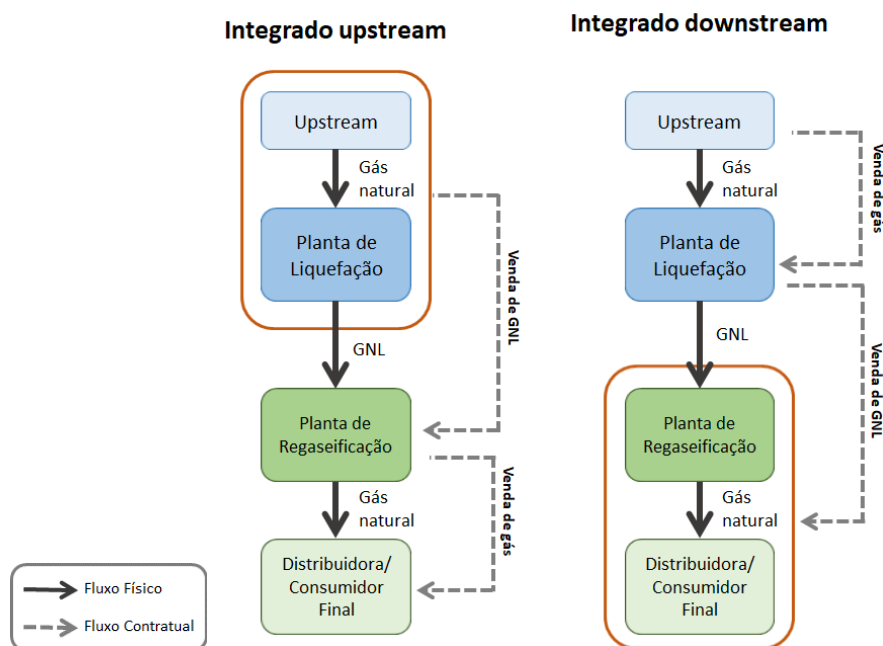 Integrado upstream
Upstream
Gás
natural
Planta de
Liquefação
Venda de GNL
GNL
Planta de
Regaseificação
Gás
natural
Venda de gás
Distribuidora/
Consumidor
Final
Integrado downstream
Upstream
Gás
natural
Venda de gás
Planta de
Liquefação
Venda de GNL
GNL
Planta de
Regaseificação
Gás
natural
Distribuidora/
Consumidor
Final
Fluxo Físico
Fluxo Contratual